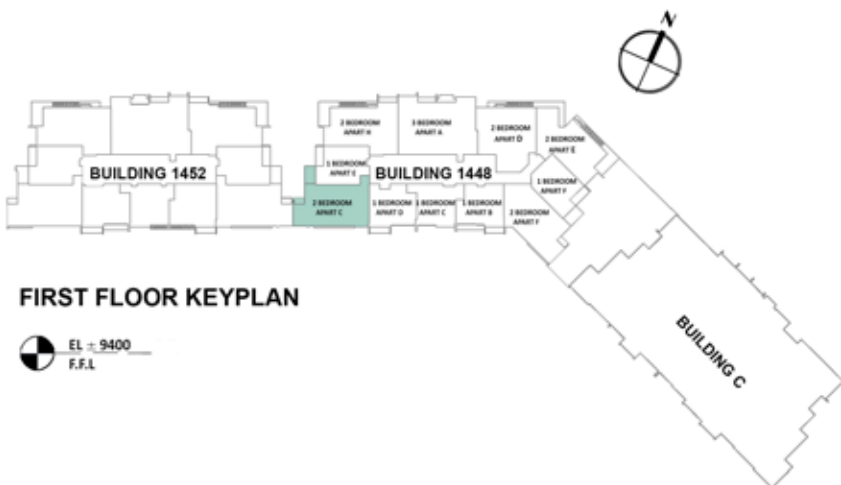 N
2 BEDROOM
APART H
3 BEDROOM
APART A
2 BEDROOM
APART D
2 BEDROOM
APART E
BUILDING 1452
1 BEDROOM
APART E
BUILDING 1448
1 BEDROOM
APART F
2 BEDROOM
APART C
1 BEDROOM
APART D
1 BEDROOM
APART C
1 BEDROOM
APART B
2 BEDROOM
APART F
FIRST FLOOR KEYPLAN
EL ± 9400
F.F.L
BUILDING C